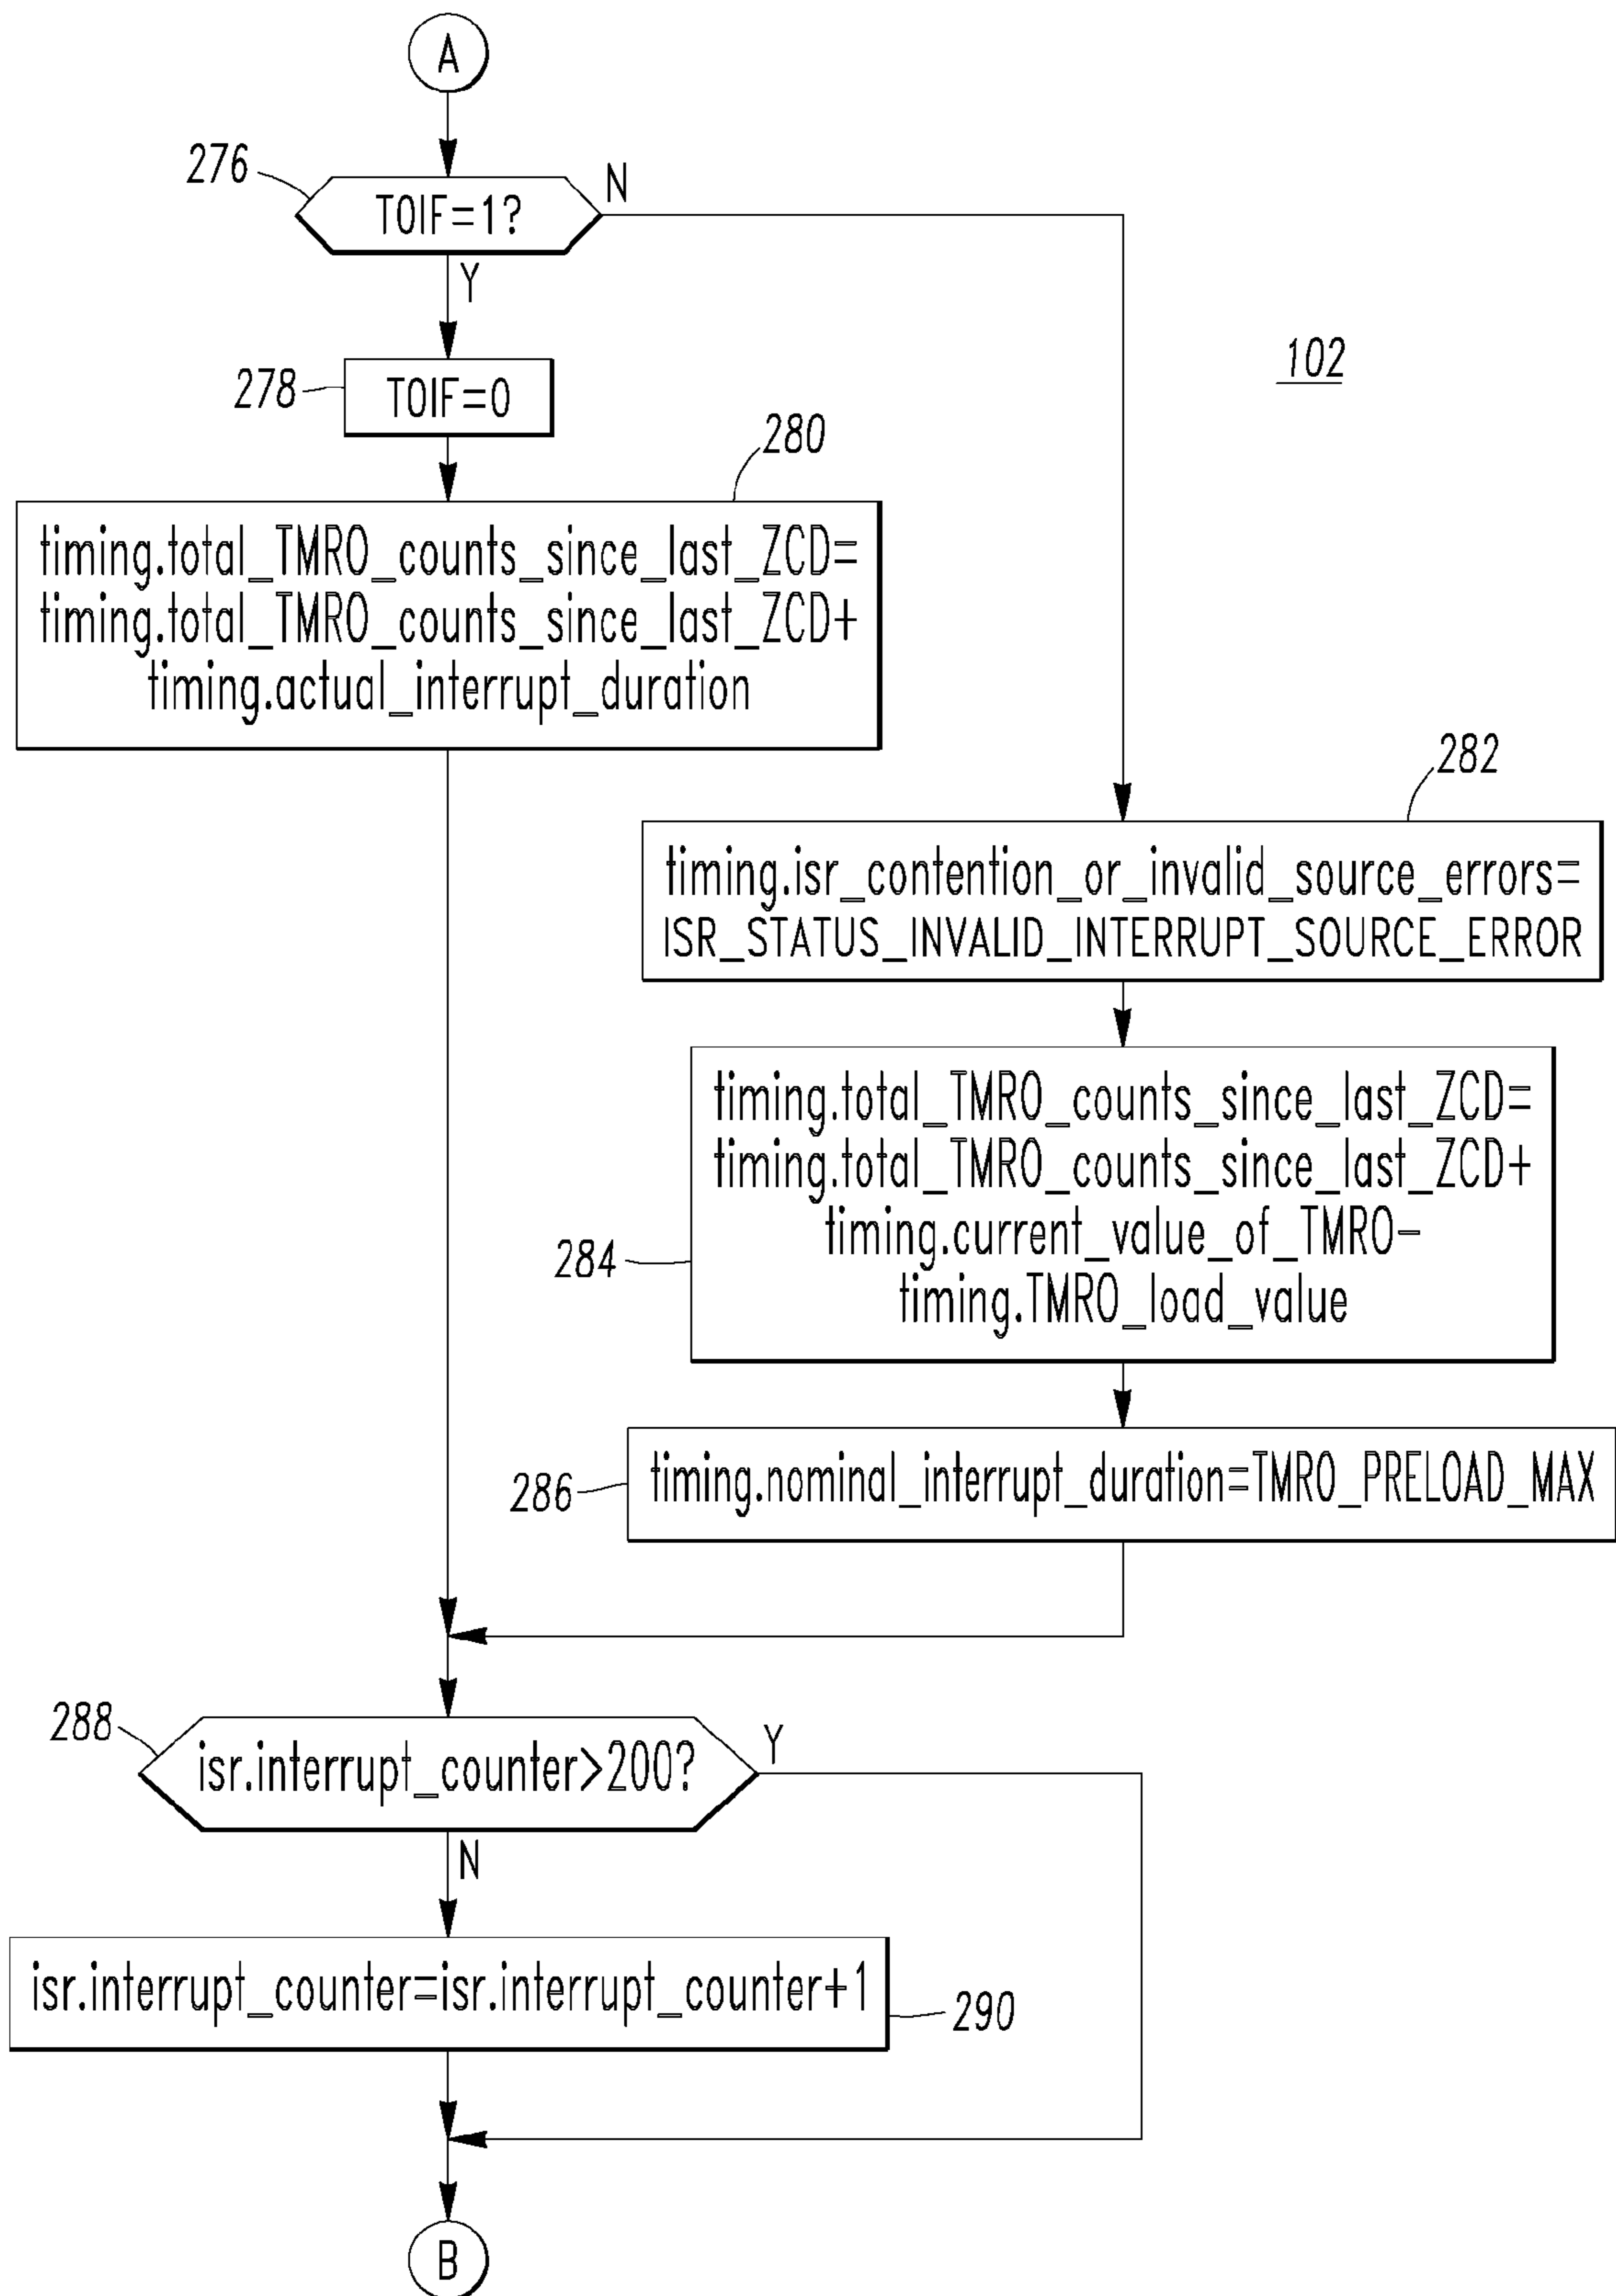 A
276
TOIF=1?
N
Y
102
278
TOIF=0
280
timing.total_TMRO_counts_since_last_ZCD=
timing.total_TMRO_counts_since_last_ZCD+
timing.actual_interrupt_duration
282
timing.isr_contention_or_invalid_source_errors=
ISR_STATUS_INVALID_INTERRUPT_SOURCE_ERROR
timing.total_TMRO_counts_since_last_ZCD=
timing.total_TMRO_counts_since_last_ZCD+
timing.current_value_of_TMRO-
timing.TMRO_load_value
284
286
timing.nominal_interrupt_duration=TMRO_PRELOAD_MAX
288
isr.interrupt_counter>200?
Y
N
isr.interrupt_counter=isr.interrupt_counter+1
290
B